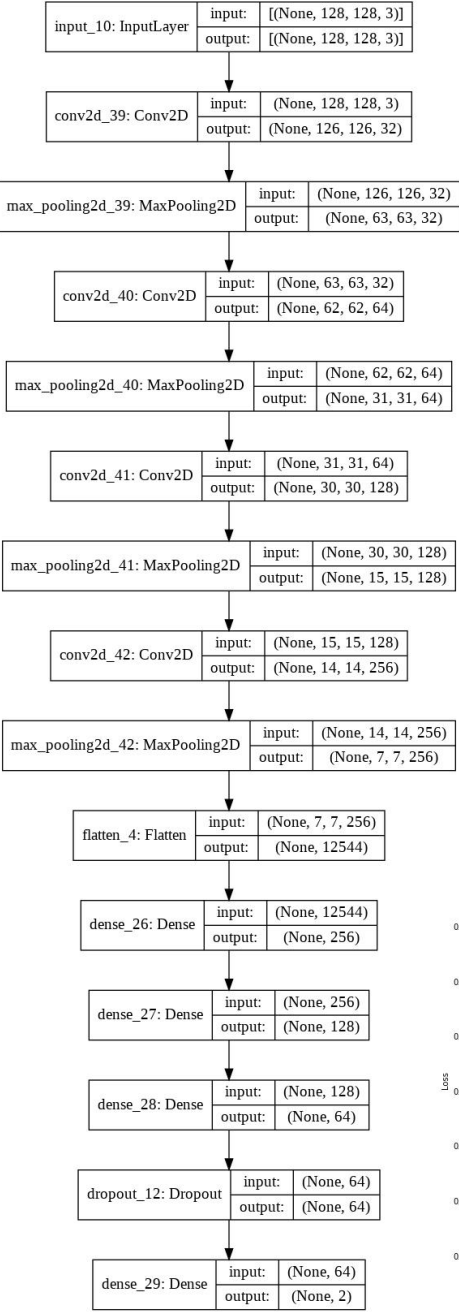 input_10: InputLayer
input: [(None, 128, 128, 3)]
output: [(None, 128, 128, 3)]
conv2d_39: Conv2D
input: (None, 128, 128, 3)
output: (None, 126, 126, 32)
max_pooling2d_39: MaxPooling2D
input: (None, 126, 126, 32)
output: (None, 63, 63, 32)
conv2d_40: Conv2D
input: (None, 63, 63, 32)
output: (None, 62, 62, 64)
max_pooling2d_40: MaxPooling2D
input: (None, 62, 62, 64)
output: (None, 31, 31, 64)
conv2d_41: Conv2D
input: (None, 31, 31, 64)
output: (None, 30, 30, 128)
max_pooling2d_41: MaxPooling2D
input: (None, 30, 30, 128)
output: (None, 15, 15, 128)
conv2d_42: Conv2D
input: (None, 15, 15, 128)
output: (None, 14, 14, 256)
max_pooling2d_42: MaxPooling2D
input: (None, 14, 14, 256)
output: (None, 7, 7, 256)
flatten_4: Flatten
input: (None, 7, 7, 256)
output: (None, 12544)
dense_26: Dense
input: (None, 12544)
output: (None, 256)
dense_27: Dense
input: (None, 256)
output: (None, 128)
dense_28: Dense
input: (None, 128)
output: (None, 64)
dropout_12: Dropout
input: (None, 64)
output: (None, 64)
dense_29: Dense
input: (None, 64)
output: (None, 2)
Loss